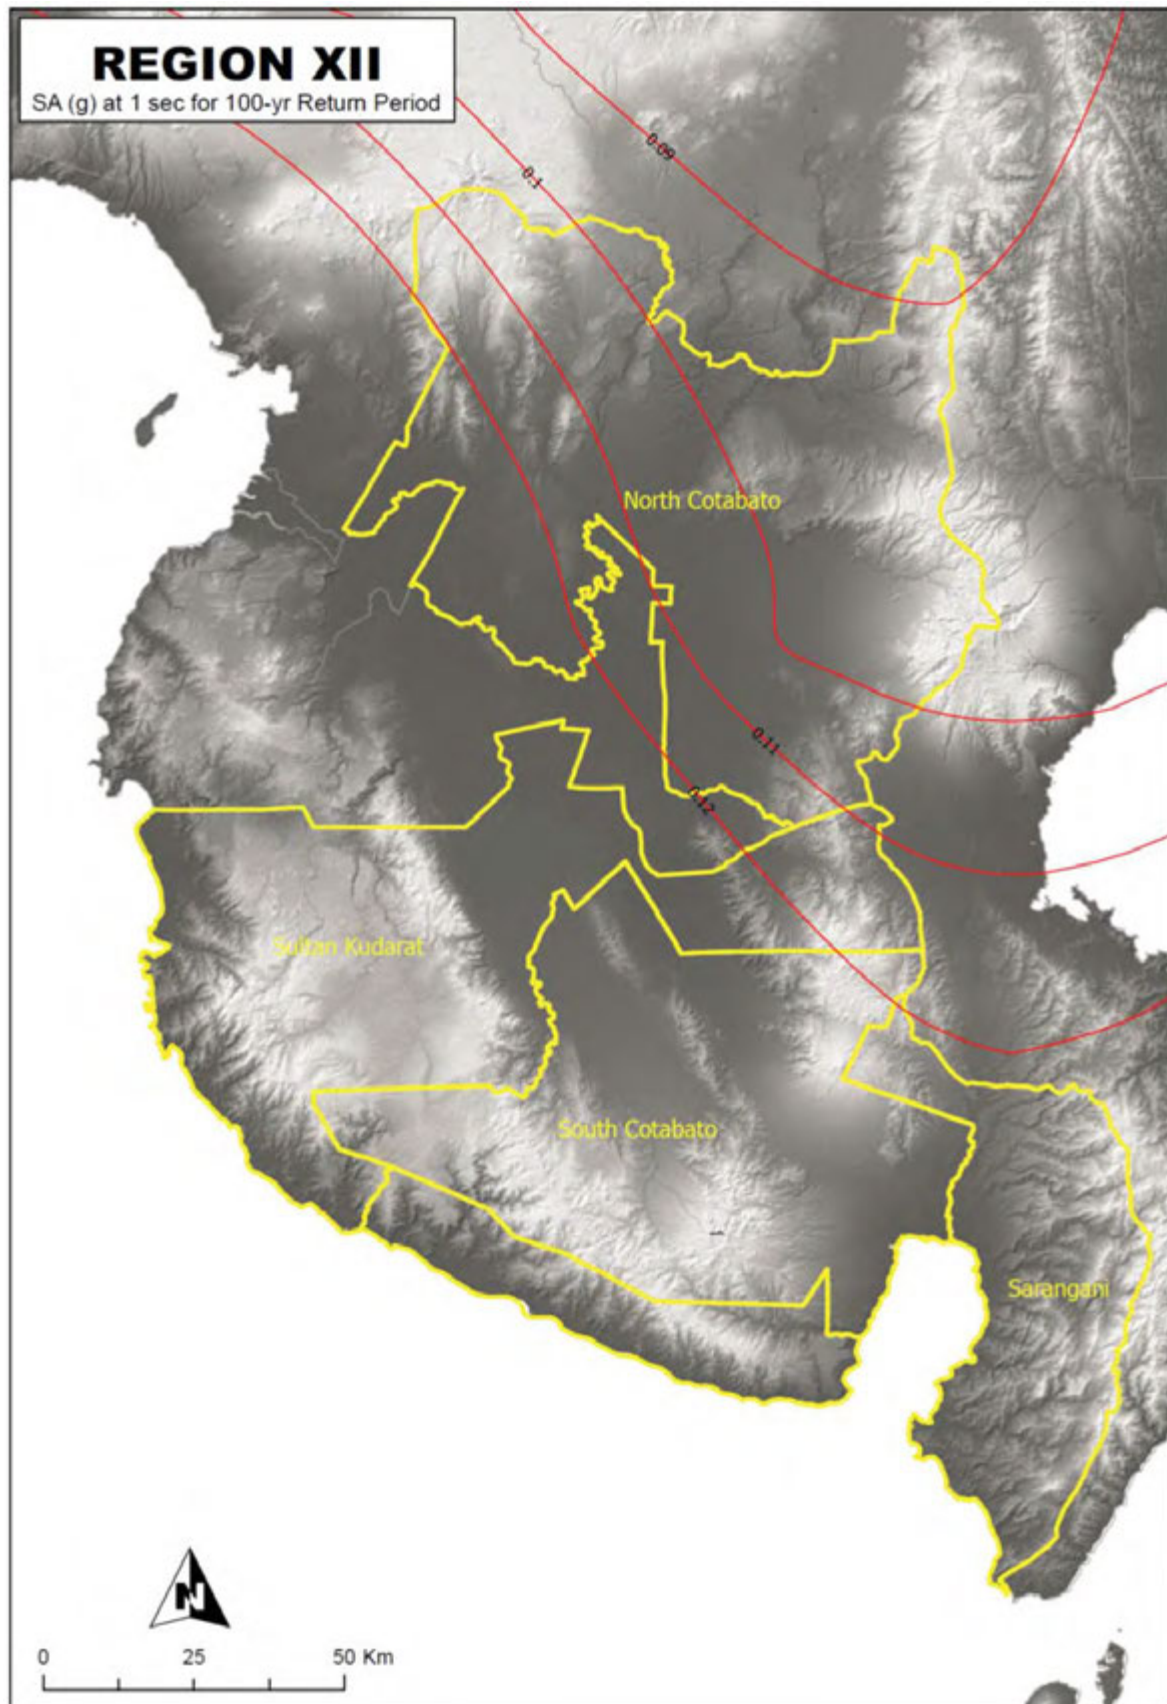 REGION XII
SA (g) at 1 sec for 100-yr Return Period
0.09
0.1
North Cotabato
0.11
0.12
Sultan Kudarat
South Cotabato
Sarangani
N
0 25 50 Km